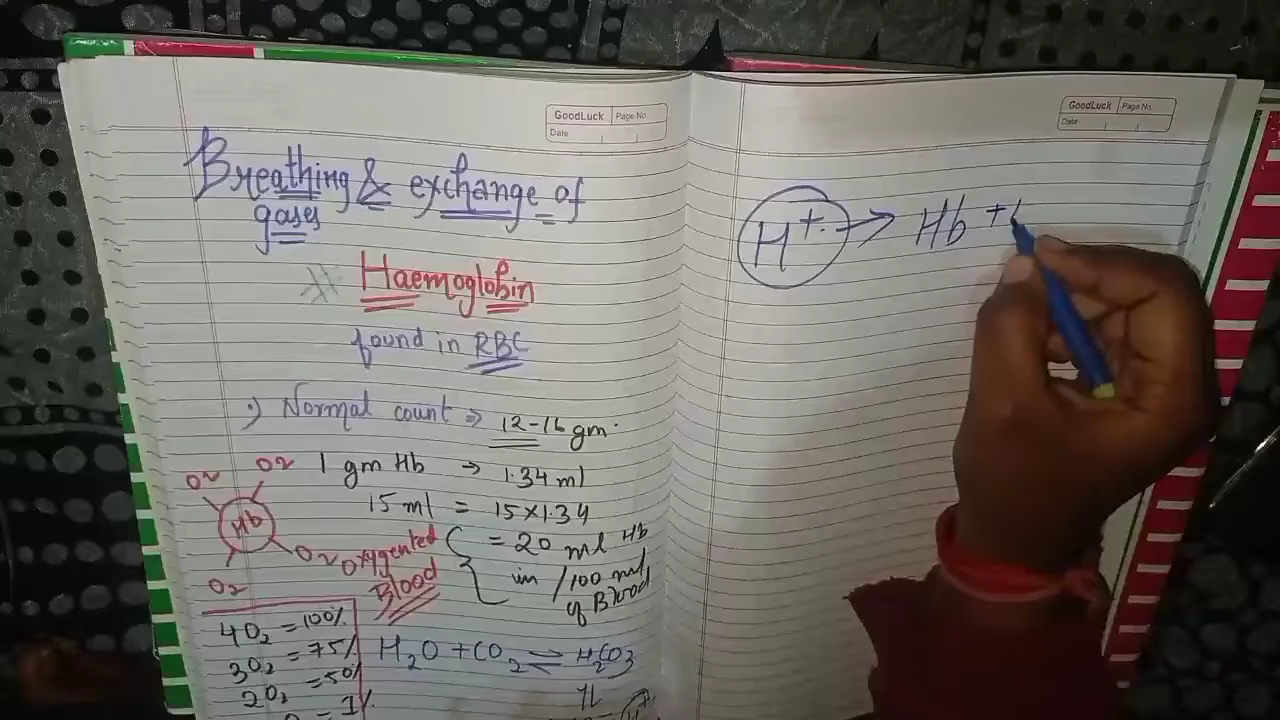 GoodLuck Page No.
Date
Breathing & exchange of
gases
Haemoglobin
found in RBC
Normal count ⇒ 12-16 gm.
1 gm Hb → 1.34 ml
15 ml = 15×1.34
= 20 ml Hb
in /100 ml
of Blood
O2 O2
Hb
O2 O2
Oxygented
Blood
4O2 = 100%
3O2 = 75%
2O2 = 50%
H2O + CO2 ⇌ H2CO3
GoodLuck Page No.
Date
H+ → Hb +